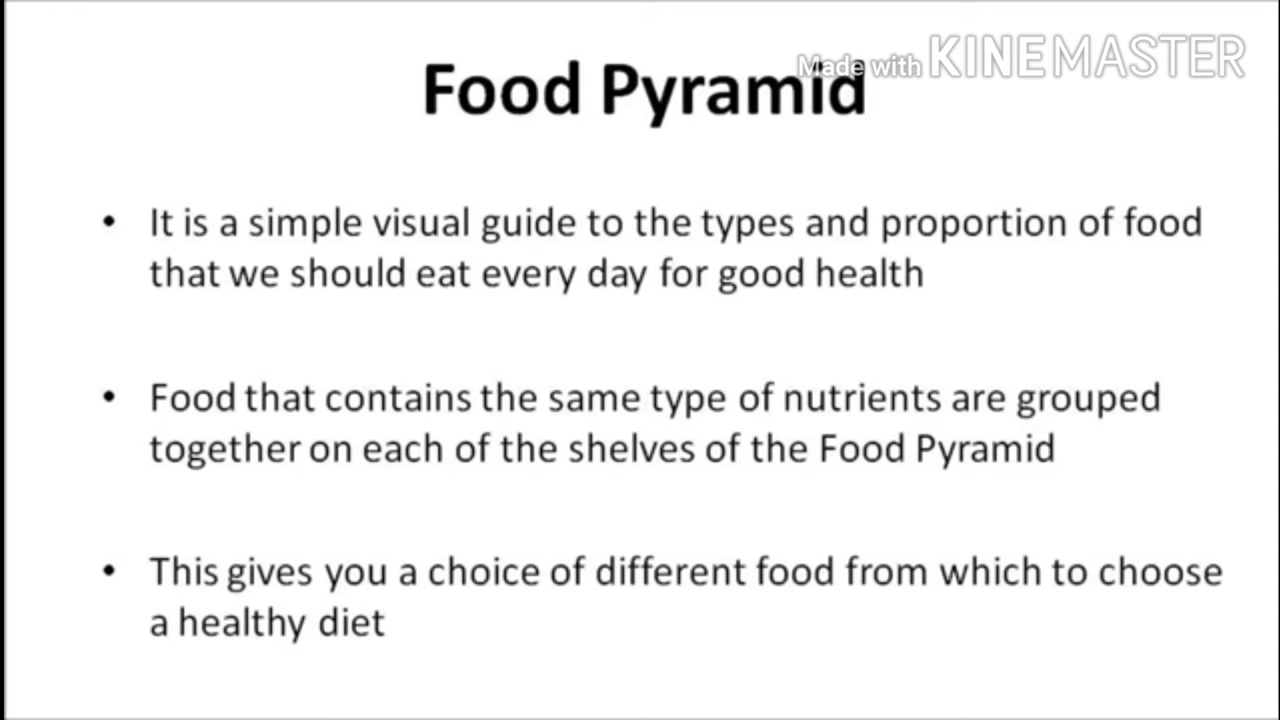 Made with KINEMASTER
Food Pyramid
• It is a simple visual guide to the types and proportion of food
that we should eat every day for good health
• Food that contains the same type of nutrients are grouped
together on each of the shelves of the Food Pyramid
• This gives you a choice of different food from which to choose
a healthy diet